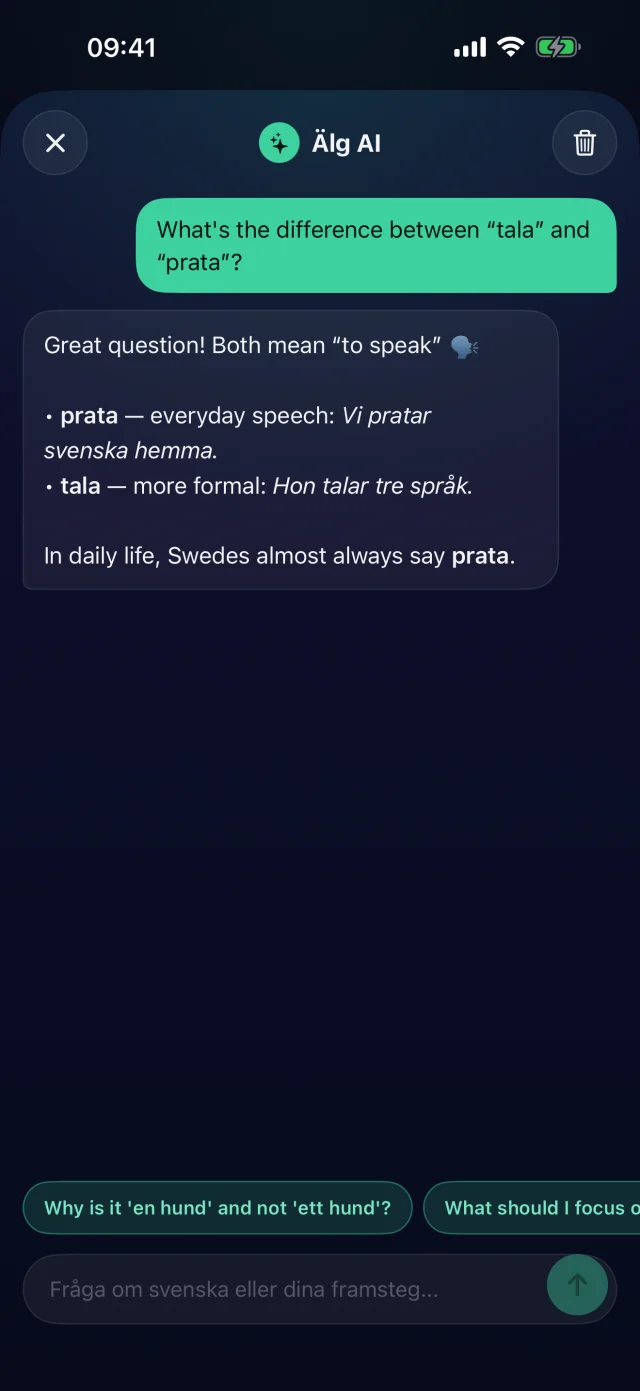 09:41
Älg AI
What's the difference between “tala” and
“prata”?
Great question! Both mean “to speak” 🗣️
• prata — everyday speech: Vi pratar
svenska hemma.
• tala — more formal: Hon talar tre språk.
In daily life, Swedes almost always say prata.
Why is it 'en hund' and not 'ett hund'?
What should I focus o
Fråga om svenska eller dina framsteg...